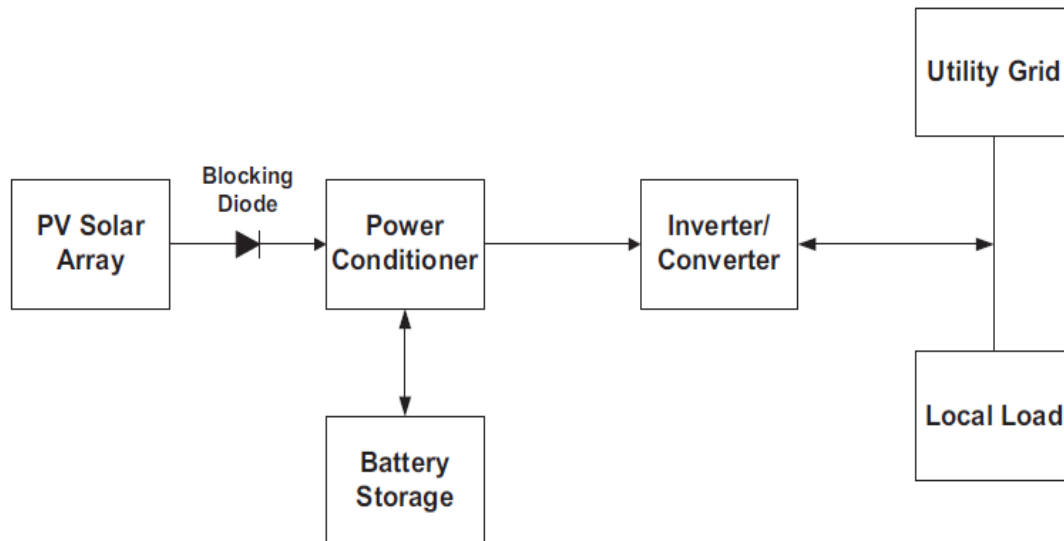 Utility Grid
Blocking
Diode
PV Solar
Array
Power
Conditioner
Inverter/
Converter
Local Load
Battery
Storage